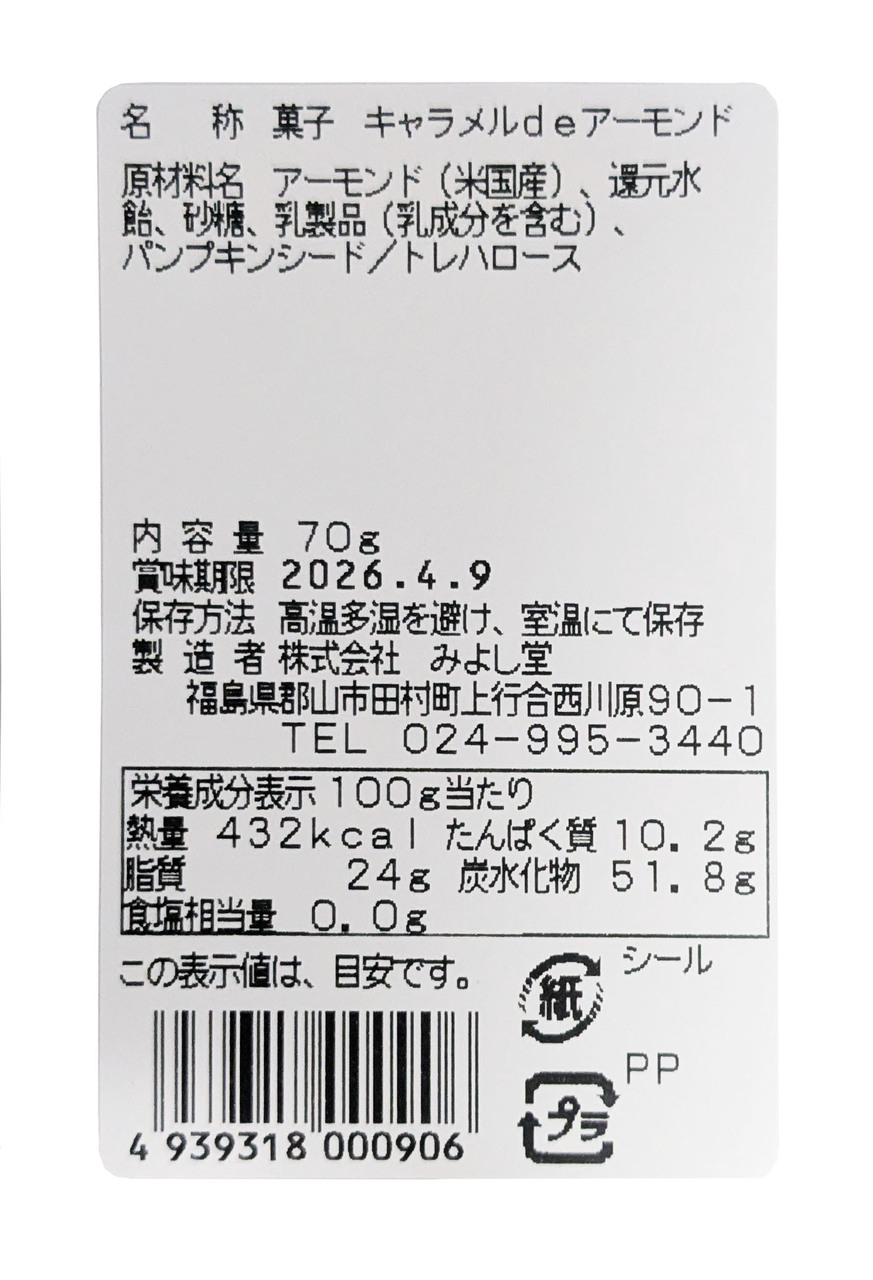 名　称 菓子 キャラメルdeアーモンド
原材料名 アーモンド（米国産）、還元水
飴、砂糖、乳製品（乳成分を含む）、
パンプキンシード／トレハロース
内容量 70g
賞味期限 2026.4.9
保存方法 高温多湿を避け、室温にて保存
製造者 株式会社 みよし堂
福島県郡山市田村町上行合西川原90－1
TEL 024－995－3440
栄養成分表示 100g当たり
熱量 432kcal たんぱく質 10.2g
脂質 24g 炭水化物 51.8g
食塩相当量 0.0g
この表示値は、目安です。
紙 シール
プラ PP
4 939318 000906